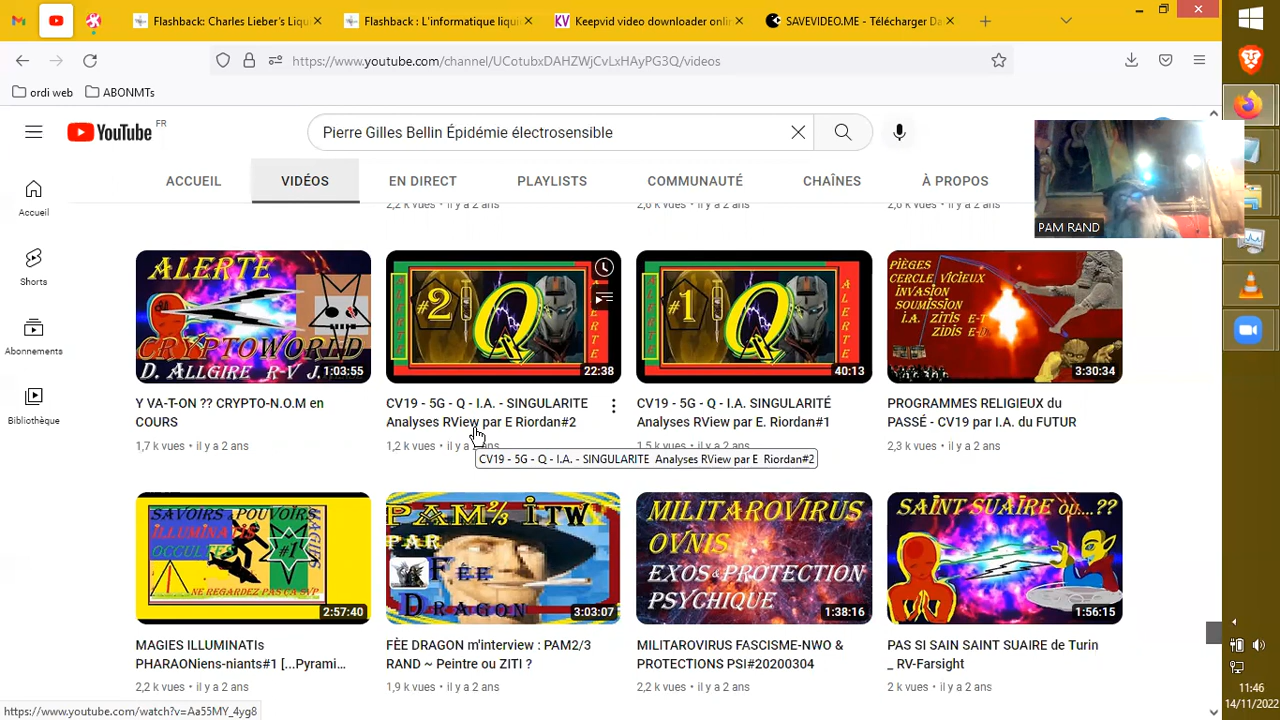 Flashback: Charles Lieber's Liqu
Flashback : L'informatique liqui
Keepvid video downloader onlin
SAVEVIDEO.ME - Télécharger Da
https://www.youtube.com/channel/UCotubWtAHZWjCvLxHAyPG3Q/videos
ordi web
ABONMTs
YouTube FR
Pierre Gilles Bellin Épidémie électrosensible
ACCUEIL
VIDÉOS
EN DIRECT
PLAYLISTS
COMMUNAUTÉ
CHAÎNES
À PROPOS
PAM RAND
Accueil
Shorts
Abonnements
Bibliothèque
2,2 k vues • il y a 2 ans
2,6 k vues • il y a 2 ans
ALERTE
CRYPTOWORLD
D. ALLGIRE R-V J.
1:03:55
Y VA-T-ON ?? CRYPTO-N.O.M en
COURS
1,7 k vues • il y a 2 ans
ALERTE
#2
Q
ALERTE
22:38
CV19 - 5G - Q - I.A. - SINGULARITE
Analyses RView par E Riordan#2
1,2 k vues • il y a 2 ans
CV19 - 5G - Q - I.A. - SINGULARITE Analyses RView par E Riordan#2
ALERTE
#1
Q
ALERTE
40:13
CV19 - 5G - Q - I.A. SINGULARITÉ
Analyses RView par E. Riordan#1
1,5 k vues • il y a 2 ans
PIÈGES
CERCLE VICIEUX
INVASION
SOUMISSION
I.A. ZITIS E-T
ZIDIS E-D
3:30:34
PROGRAMMES RELIGIEUX du
PASSÉ - CV19 par I.A. du FUTUR
2,3 k vues • il y a 2 ans
SAVOIRS & POUVOIRS
ILLUMINATIS
OCCULTES
#1
NE REGARDEZ PAS ÇA SVP
2:57:40
MAGIES ILLUMINATIs
PHARAONiens-niants#1 [...Pyrami...
2,2 k vues • il y a 2 ans
PAM⅔ ITW
PAR
FÉE
DRAGON
3:03:07
FÈE DRAGON m'interview : PAM2/3
RAND ~ Peintre ou ZITI ?
1,9 k vues • il y a 2 ans
MILITAROVIRUS
OVNIS
EXOS & PROTECTION
PSYCHIQUE
1:38:16
MILITAROVIRUS FASCISME-NWO &
PROTECTIONS PSI#20200304
2,2 k vues • il y a 2 ans
SAINT SUAIRE OU....??
1:56:15
PAS SI SAIN SAINT SUAIRE de Turin
_ RV-Farsight
2 k vues • il y a 2 ans
https://www.youtube.com/watch?v=Aa55MY_4yg8
11:46
14/11/2022